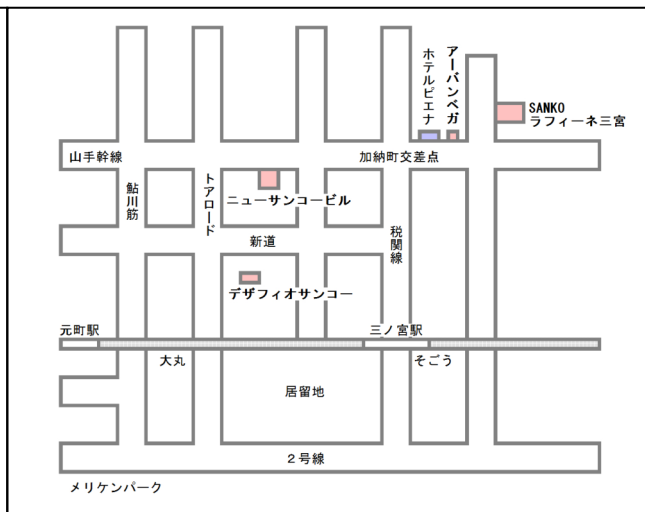 ホテルピエナ
アーバンベガ
SANKO
ラフィーネ三宮
山手幹線
加納町交差点
鮎川筋
トアロード
ニューサンコービル
新道
税関線
デザフィオサンコー
元町駅
三ノ宮駅
大丸
そごう
居留地
２号線
メリケンパーク